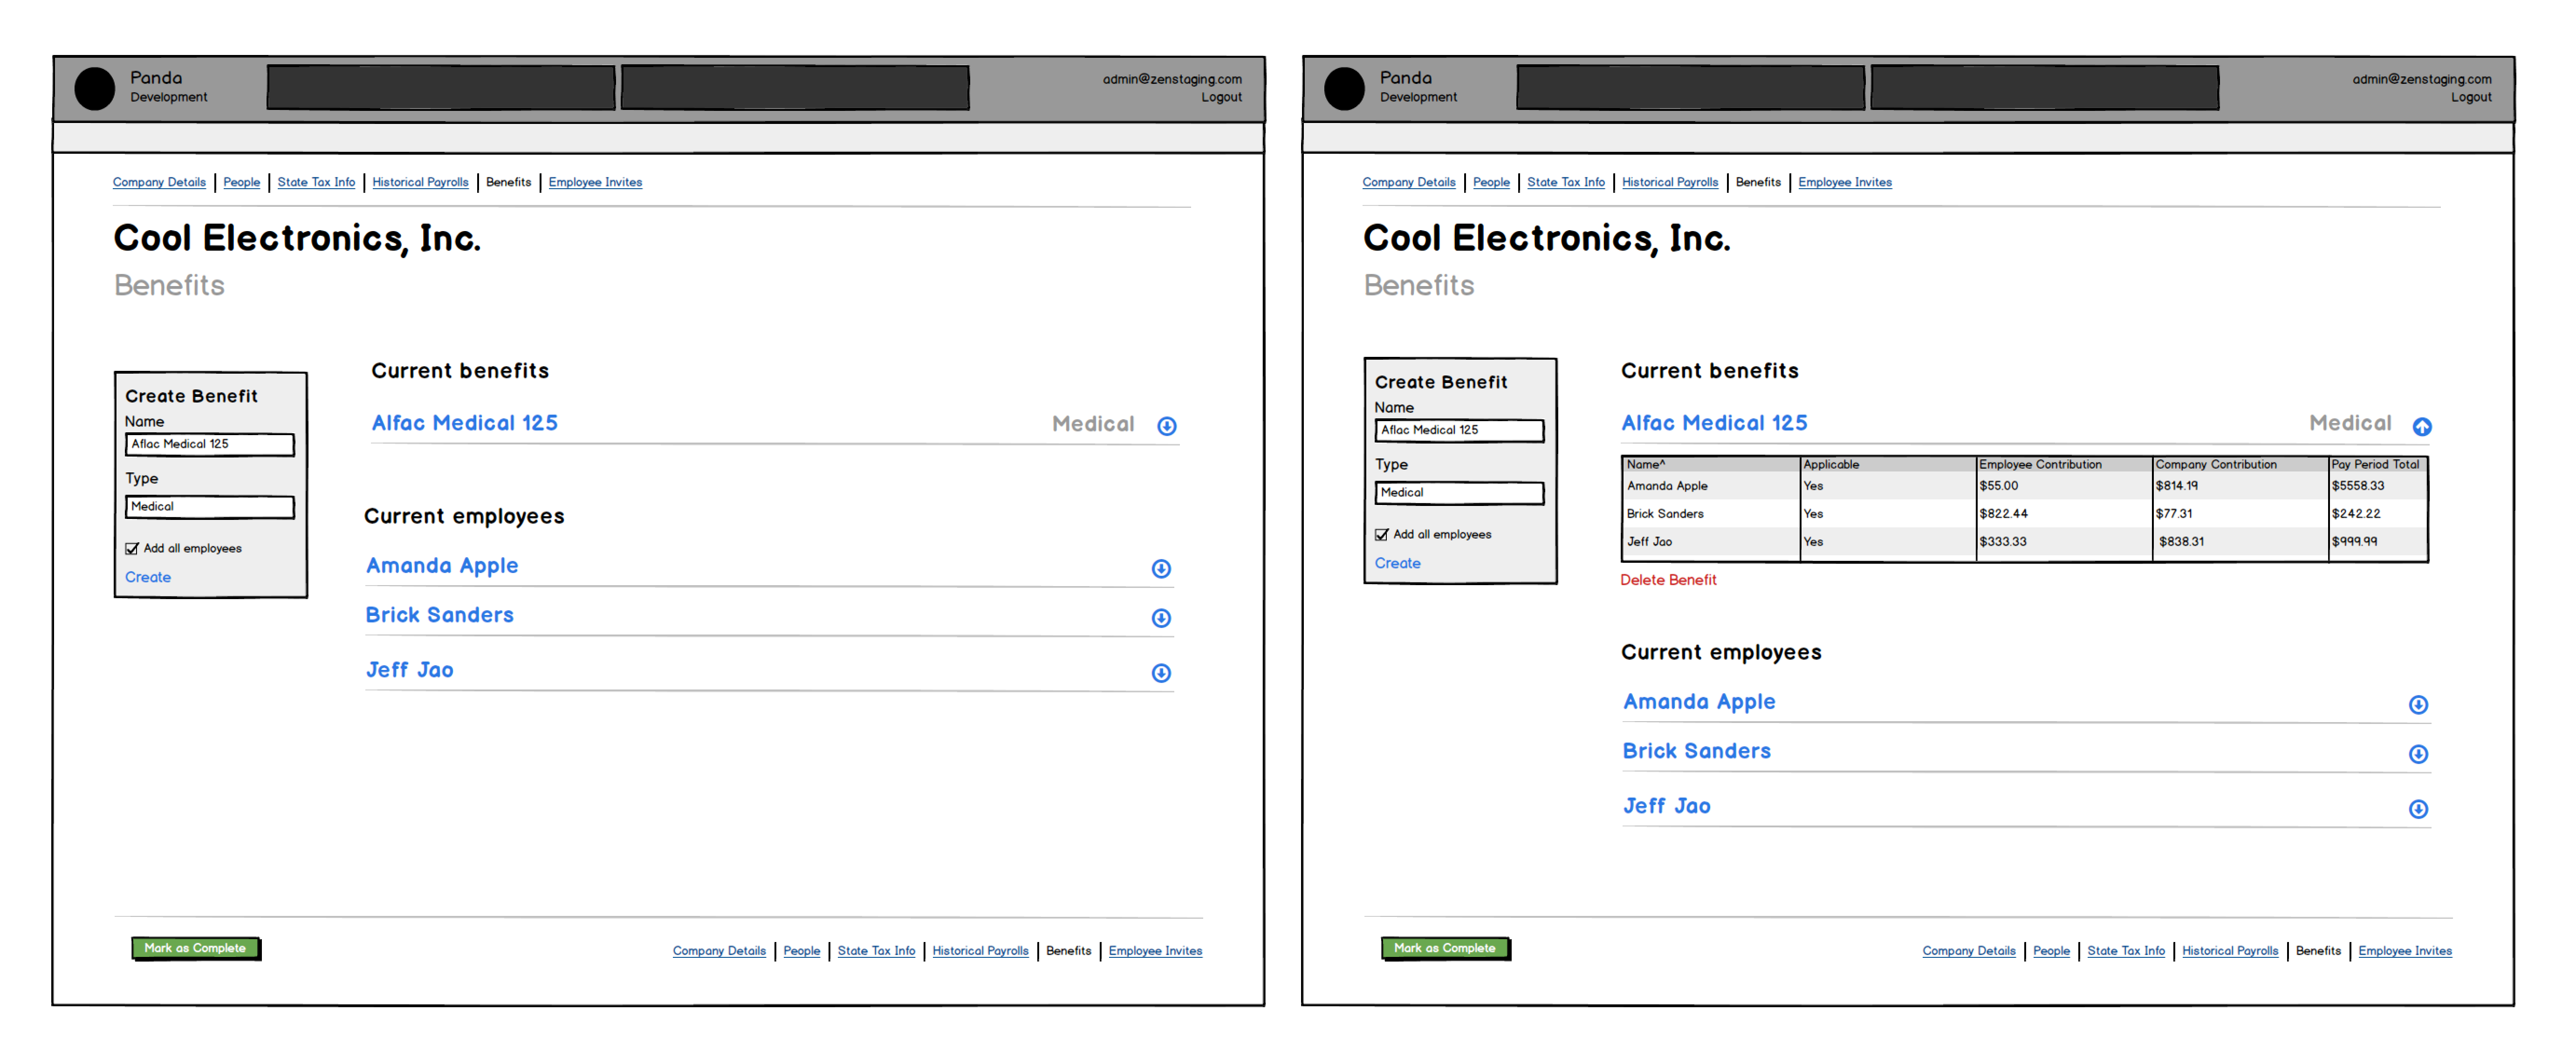 Panda
Development
admin@zenstaging.com
Logout
Company Details | People | State Tax Info | Historical Payrolls | Benefits | Employee Invites
Cool Electronics, Inc.
Benefits
Create Benefit
Name
Aflac Medical 125
Type
Medical
Add all employees
Create
Current benefits
Alfac Medical 125 Medical
Current employees
Amanda Apple
Brick Sanders
Jeff Jao
Mark as Complete
Company Details | People | State Tax Info | Historical Payrolls | Benefits | Employee Invites
Panda
Development
admin@zenstaging.com
Logout
Company Details | People | State Tax Info | Historical Payrolls | Benefits | Employee Invites
Cool Electronics, Inc.
Benefits
Create Benefit
Name
Aflac Medical 125
Type
Medical
Add all employees
Create
Current benefits
Alfac Medical 125 Medical
Name^ Applicable Employee Contribution Company Contribution Pay Period Total
Amanda Apple Yes $55.00 $814.19 $5558.33
Brick Sanders Yes $822.44 $77.31 $242.22
Jeff Jao Yes $333.33 $838.31 $999.99
Delete Benefit
Current employees
Amanda Apple
Brick Sanders
Jeff Jao
Mark as Complete
Company Details | People | State Tax Info | Historical Payrolls | Benefits | Employee Invites